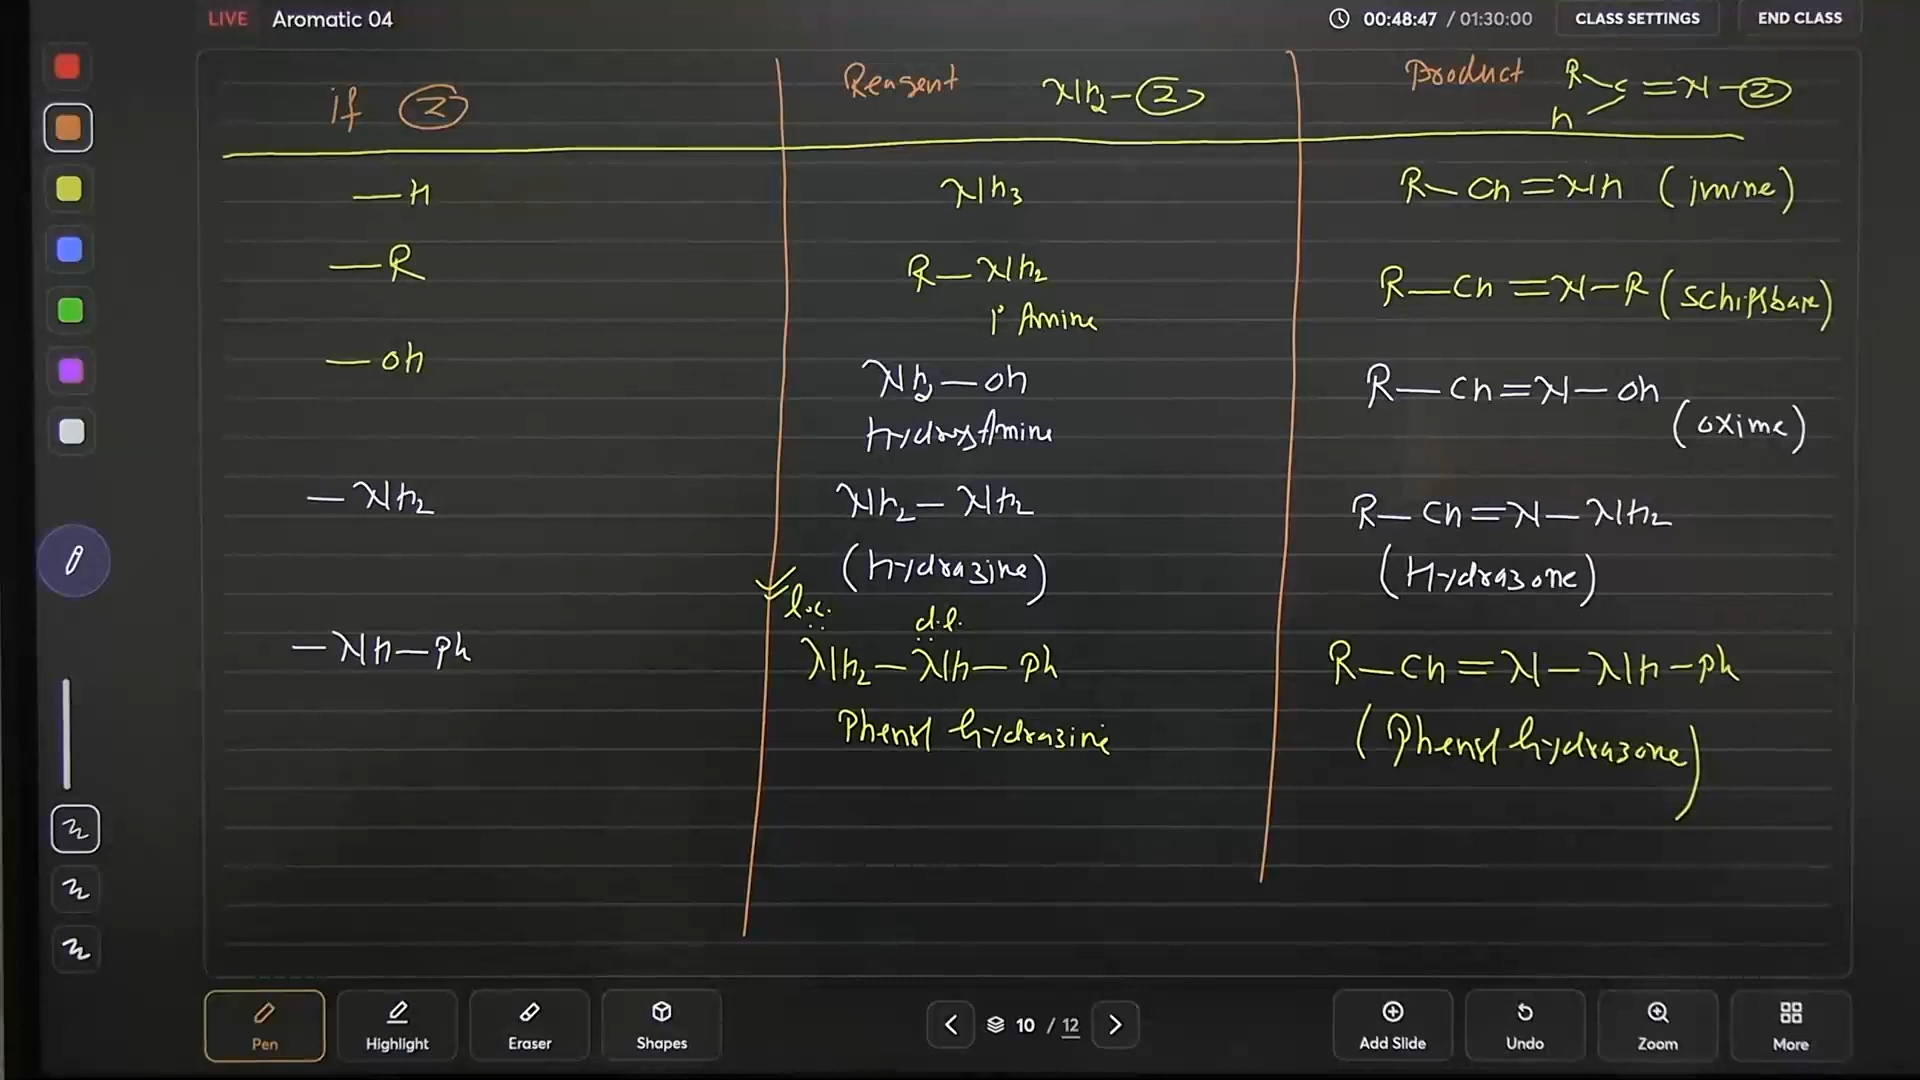 LIVE Aromatic 04 00:48:47 / 01:30:00 CLASS SETTINGS END CLASS
if Z Reagent NH2-Z Product R
H C=N-Z
-H NH3 R-CH=NH (imine)
-R R-NH2 R-CH=N-R (schiffsbase)
1° Amine
-OH NH2-OH R-CH=N-OH
hydroxyAmine (oxime)
-NH2 NH2-NH2 R-CH=N-NH2
(hydrazine) (Hydrazone)
l.c. d.l.
-NH-Ph NH2-NH-Ph R-CH=N-NH-Ph
Phenyl hydrazine (Phenyl hydrazone)
Pen Highlight Eraser Shapes 10 / 12 Add Slide Undo Zoom More